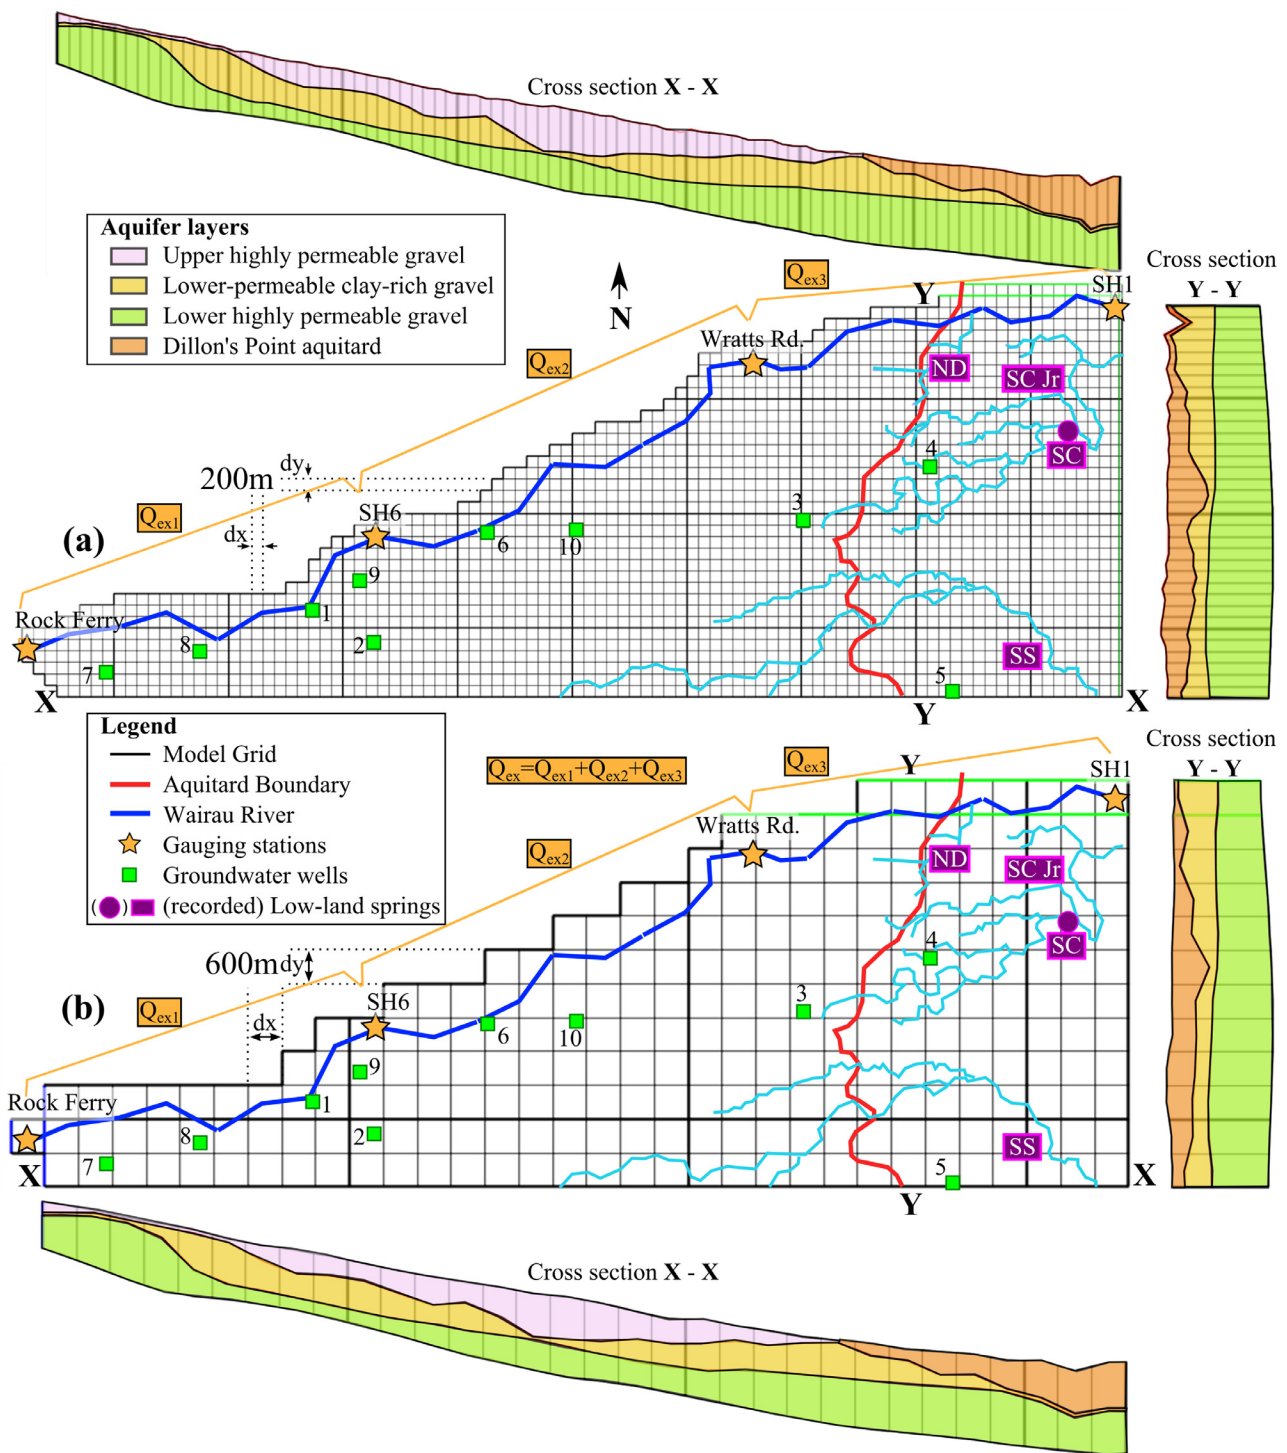 Cross section X - X
Aquifer layers
Upper highly permeable gravel
Lower-permeable clay-rich gravel
Lower highly permeable gravel
Dillon's Point aquitard
N
Cross section
Y - Y
Qex3
Y
SH1
Wratts Rd.
Qex2
ND
SC Jr
SC
4
dy
200m
Qex1
SH6
dx
(a)
3
6
10
9
1
Rock Ferry
8
2
7
SS
5
X
Y
X
Legend
Model Grid
Aquitard Boundary
Wairau River
Gauging stations
Groundwater wells
( ) (recorded) Low-land springs
Qex=Qex1+Qex2+Qex3
Cross section
Y - Y
Qex3
Y
SH1
Wratts Rd.
Qex2
ND
SC Jr
SC
4
600m dy
Qex1
SH6
dx
(b)
3
6
10
9
1
Rock Ferry
8
2
7
SS
5
X
X
Y
Cross section X - X